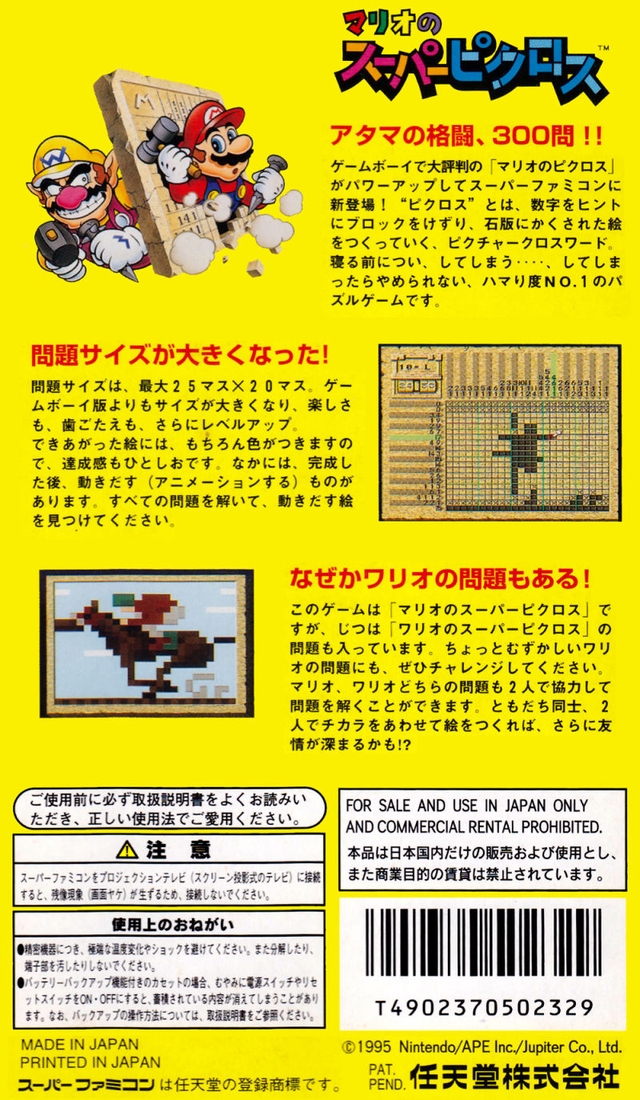 マリオの
スーパーピクロス™
アタマの格闘、300問!!
ゲームボーイで大評判の「マリオのピクロス」
がパワーアップしてスーパーファミコンに
新登場! “ピクロス” とは、数字をヒント
にブロックをけずり、石版にかくされた絵
をつくっていく、ピクチャークロスワード。
寝る前につい、してしまう‥‥、してしま
ったらやめられない、ハマり度NO.1のパ
ズルゲームです。
問題サイズが大きくなった!
問題サイズは、最大25マス×20マス。ゲー
ムボーイ版よりもサイズが大きくなり、楽しさ
も、歯ごたえも、さらにレベルアップ。
できあがった絵には、もちろん色がつきますの
で、達成感もひとしおです。なかには、完成し
た後、動きだす(アニメーションする)ものが
あります。すべての問題を解いて、動きだす絵
を見つけてください。
なぜかワリオの問題もある!
このゲームは「マリオのスーパーピクロス」で
すが、じつは「ワリオのスーパーピクロス」の
問題も入っています。ちょっとむずかしいワリ
オの問題にも、ぜひチャレンジしてください。
マリオ、ワリオどちらの問題も2人で協力して
問題を解くことができます。ともだち同士、2
人でチカラをあわせて絵をつくれば、さらに友
情が深まるかも!?
ご使用前に必ず取扱説明書をよくお読みい
ただき、正しい使用法でご愛用ください。
注意
スーパーファミコンをプロジェクションテレビ(スクリーン投影式のテレビ)に接続
すると、残像現象(画面ヤケ)が生ずるため、接続しないでください。
使用上のおねがい
●精密機器につき、極端な温度変化やショックを避けてください。また分解したり、
端子部を汚したりしないでください。
●バッテリーバックアップ機能付きのカセットの場合、むやみに電源スイッチやリセ
ットスイッチをON・OFFにすると、蓄積されている内容が消えてしまうことがあり
ます。なお、バックアップの操作方法については、取扱説明書をご参照ください。
MADE IN JAPAN
PRINTED IN JAPAN
スーパーファミコンは任天堂の登録商標です。
FOR SALE AND USE IN JAPAN ONLY
AND COMMERCIAL RENTAL PROHIBITED.
本品は日本国内だけの販売および使用とし、
また商業目的の賃貸は禁止されています。
T4902370502329
©1995 Nintendo/APE Inc./Jupiter Co., Ltd.
PAT. PEND. 任天堂株式会社